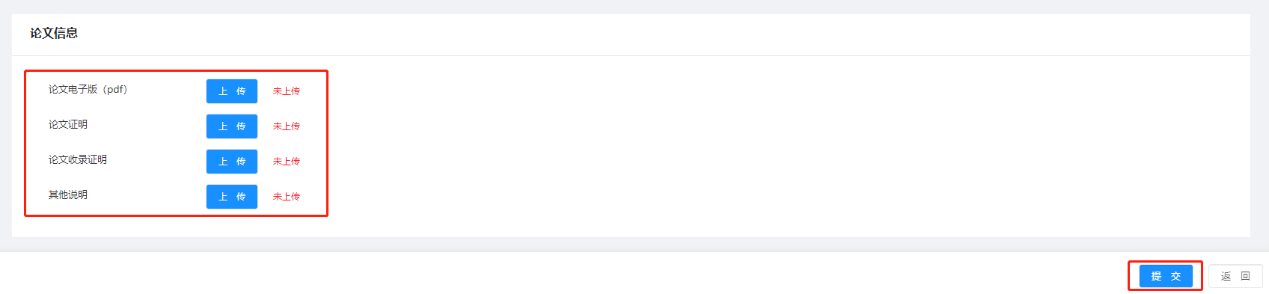 论文信息
论文电子版（pdf） 上 传 未上传
论文证明 上 传 未上传
论文收录证明 上 传 未上传
其他说明 上 传 未上传
提 交 返 回